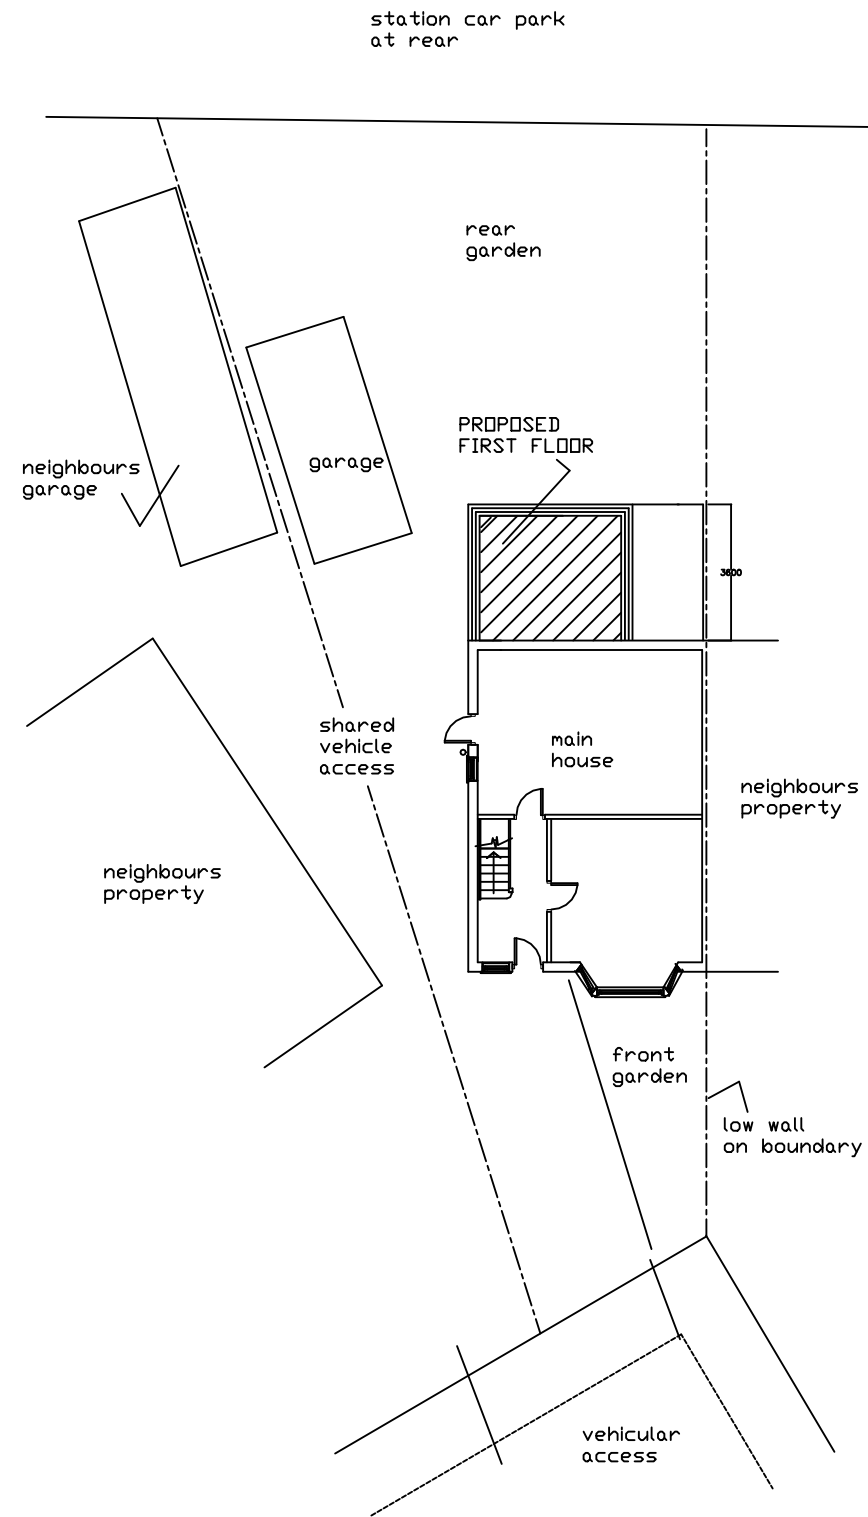 station car park
at rear
rear
garden
PROPOSED
FIRST FLOOR
neighbours
garage
garage
3600
shared
vehicle
access
main
house
neighbours
property
neighbours
property
front
garden
low wall
on boundary
vehicular
access